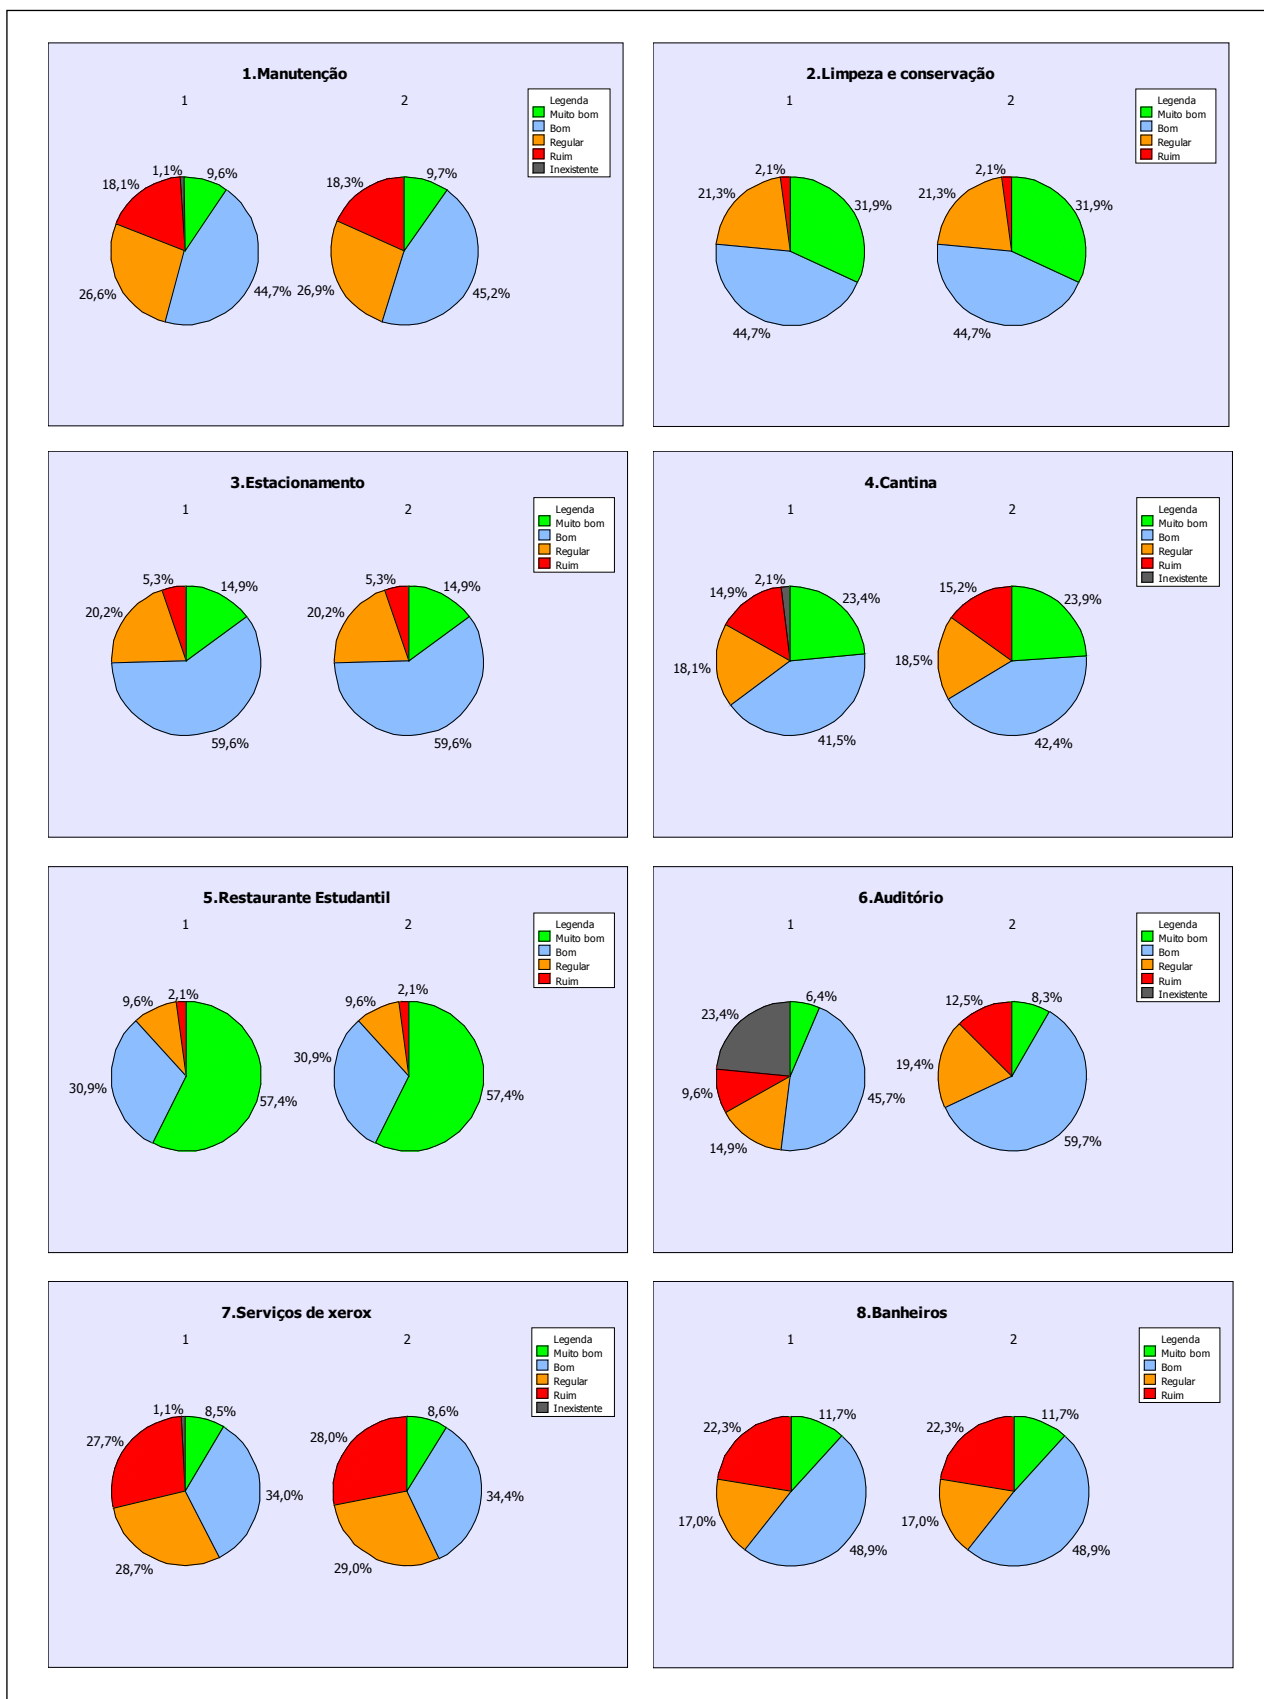 1.Manutenção
1
2
Legenda
Muito bom
Bom
Regular
Ruim
Inexistente
1,1%
9,6%
18,1%
26,6%
44,7%
9,7%
18,3%
26,9%
45,2%
2.Limpeza e conservação
1
2
Legenda
Muito bom
Bom
Regular
Ruim
2,1%
21,3%
31,9%
44,7%
2,1%
21,3%
31,9%
44,7%
3.Estacionamento
1
2
Legenda
Muito bom
Bom
Regular
Ruim
5,3%
14,9%
20,2%
59,6%
5,3%
14,9%
20,2%
59,6%
4.Cantina
1
2
Legenda
Muito bom
Bom
Regular
Ruim
Inexistente
2,1%
14,9%
23,4%
18,1%
41,5%
15,2%
23,9%
18,5%
42,4%
5.Restaurante Estudantil
1
2
Legenda
Muito bom
Bom
Regular
Ruim
9,6%
2,1%
30,9%
57,4%
9,6%
2,1%
30,9%
57,4%
6.Auditório
1
2
Legenda
Muito bom
Bom
Regular
Ruim
Inexistente
6,4%
23,4%
9,6%
45,7%
14,9%
12,5%
8,3%
19,4%
59,7%
7.Serviços de xerox
1
2
Legenda
Muito bom
Bom
Regular
Ruim
Inexistente
1,1%
8,5%
27,7%
34,0%
28,7%
8,6%
28,0%
34,4%
29,0%
8.Banheiros
1
2
Legenda
Muito bom
Bom
Regular
Ruim
22,3%
11,7%
17,0%
48,9%
22,3%
11,7%
17,0%
48,9%